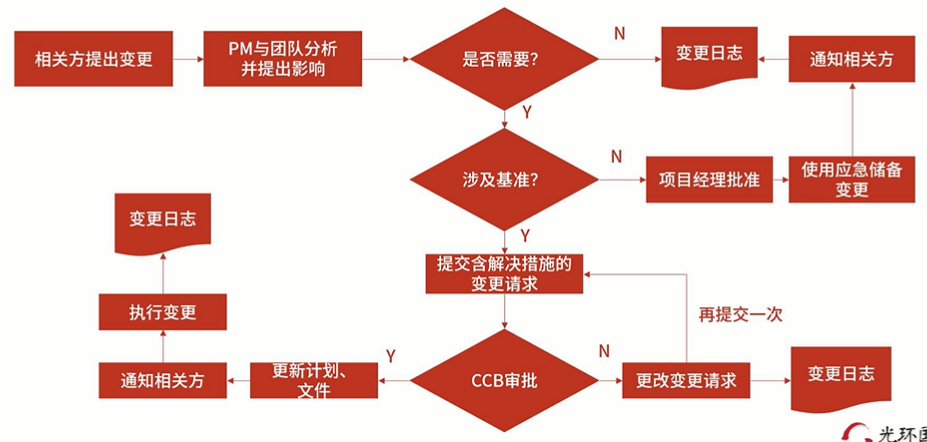 相关方提出变更
PM与团队分析
并提出影响
是否需要?
N
变更日志
通知相关方
Y
涉及基准?
N
项目经理批准
使用应急储备
变更
Y
提交含解决措施的
变更请求
再提交一次
CCB审批
N
更改变更请求
变更日志
Y
更新计划、
文件
通知相关方
执行变更
变更日志
光环国